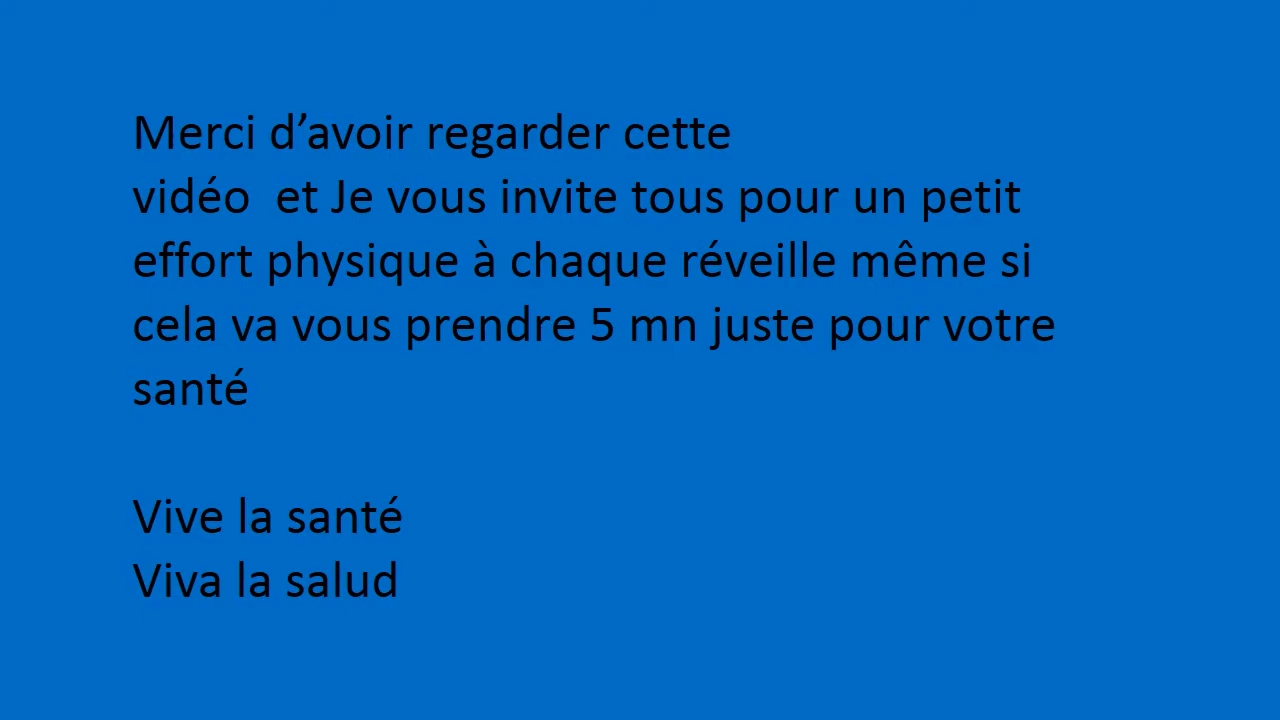 Merci d’avoir regarder cette
vidéo  et Je vous invite tous pour un petit
effort physique à chaque réveille même si
cela va vous prendre 5 mn juste pour votre
santé
Vive la santé
Viva la salud